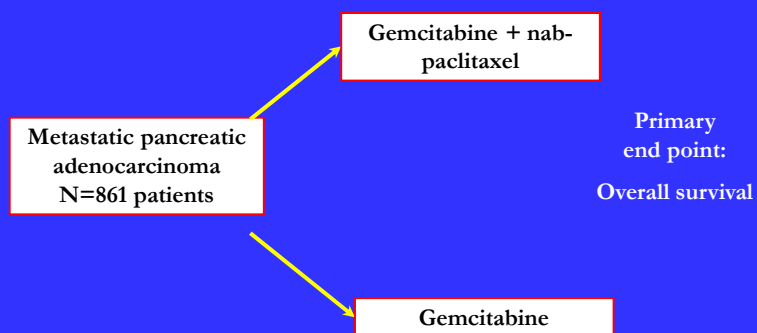 Gemcitabine + nab-
paclitaxel
Metastatic pancreatic
adenocarcinoma
N=861 patients
Primary
end point:
Overall survival
Gemcitabine